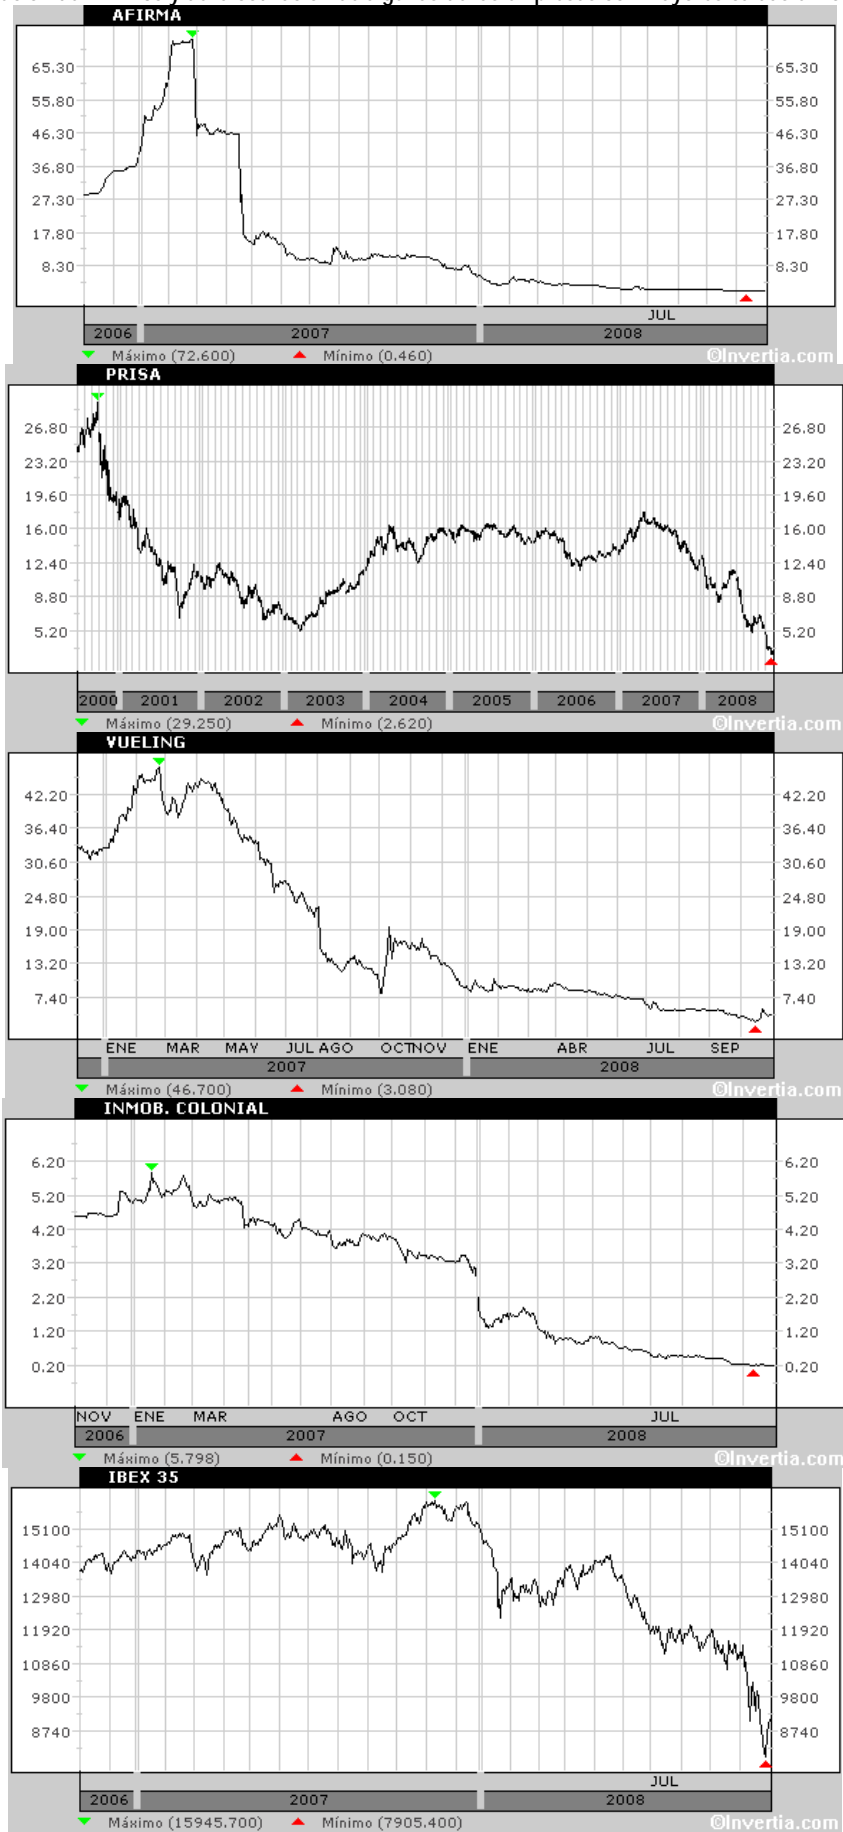 AFIRMA
65.30 65.30
55.80 55.80
46.30 46.30
36.80 36.80
27.30 27.30
17.80 17.80
8.30 8.30
JUL
2006 2007 2008
Máximo (72.600) Mínimo (0.460) ©Invertia.com
PRISA
26.80 26.80
23.20 23.20
19.60 19.60
16.00 16.00
12.40 12.40
8.80 8.80
5.20 5.20
2000 2001 2002 2003 2004 2005 2006 2007 2008
Máximo (29.250) Mínimo (2.620) ©Invertia.com
VUELING
42.20 42.20
36.40 36.40
30.60 30.60
24.80 24.80
19.00 19.00
13.20 13.20
7.40 7.40
ENE MAR MAY JUL AGO OCT NOV ENE ABR JUL SEP
2007 2008
Máximo (46.700) Mínimo (3.080) ©Invertia.com
INMOB. COLONIAL
6.20 6.20
5.20 5.20
4.20 4.20
3.20 3.20
2.20 2.20
1.20 1.20
0.20 0.20
NOV ENE MAR AGO OCT JUL
2006 2007 2008
Máximo (5.798) Mínimo (0.150) ©Invertia.com
IBEX 35
15100 15100
14040 14040
12980 12980
11920 11920
10860 10860
9800 9800
8740 8740
JUL
2006 2007 2008
Máximo (15945.700) Mínimo (7905.400) ©Invertia.com